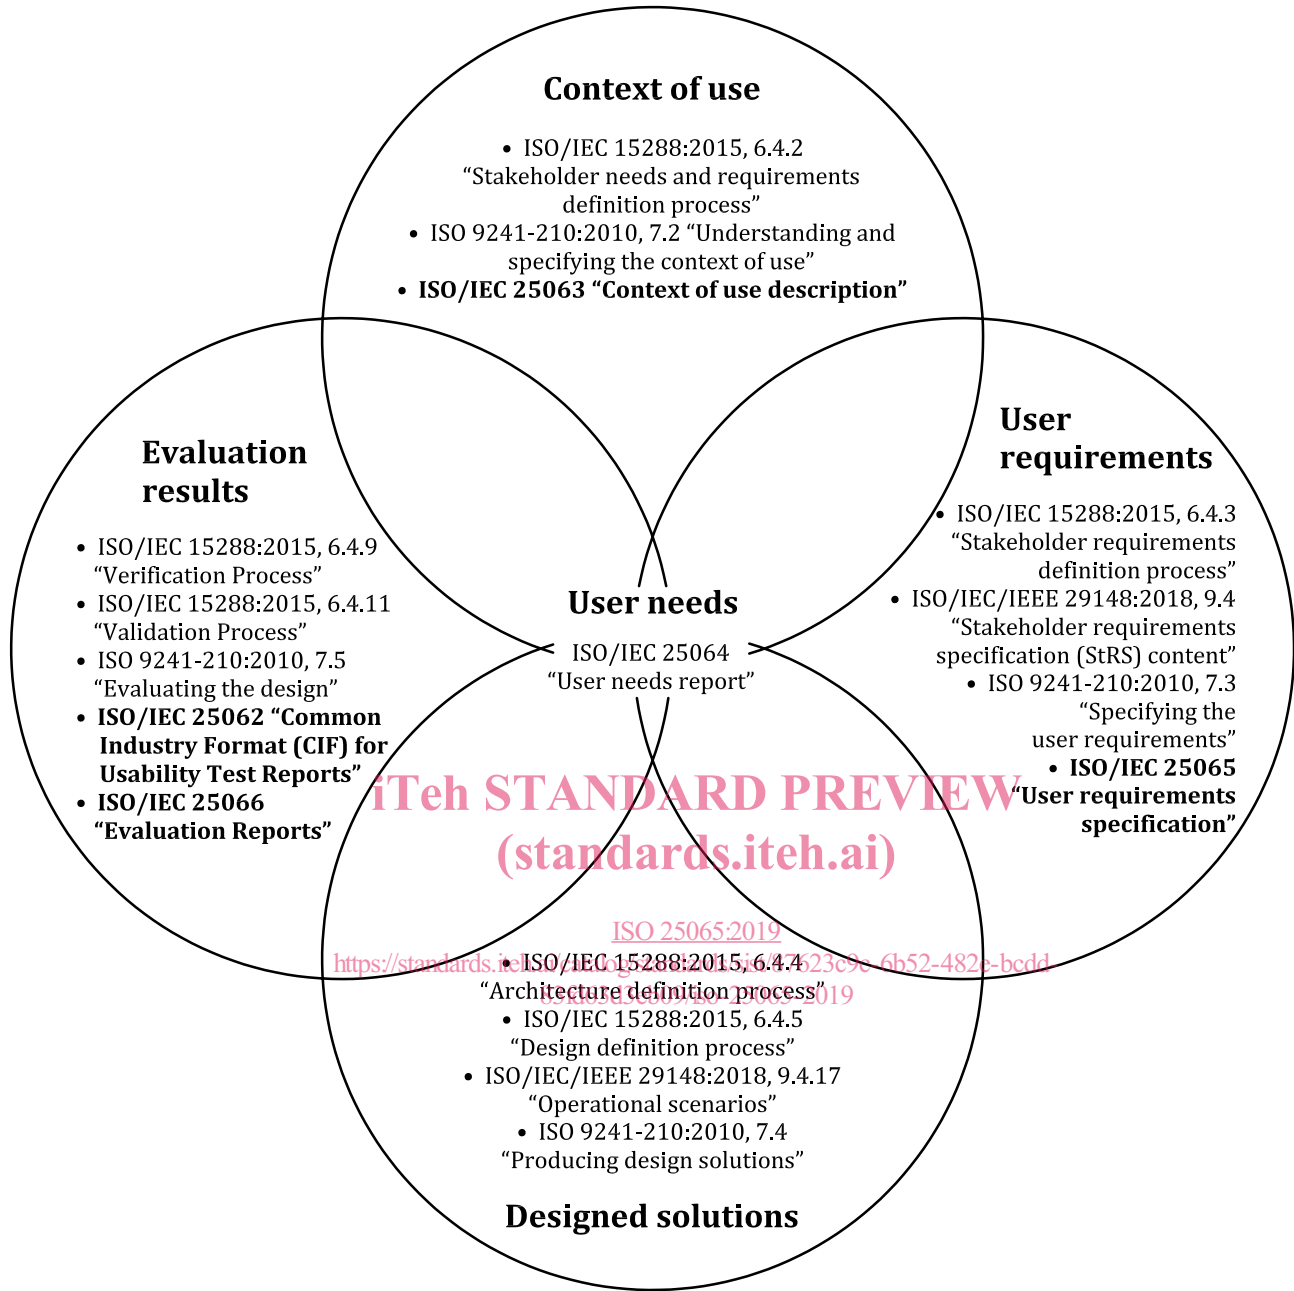 Context of use
• ISO/IEC 15288:2015, 6.4.2
“Stakeholder needs and requirements
definition process”
• ISO 9241-210:2010, 7.2 “Understanding and
specifying the context of use”
• ISO/IEC 25063 “Context of use description”
Evaluation
results
• ISO/IEC 15288:2015, 6.4.9
“Verification Process”
• ISO/IEC 15288:2015, 6.4.11
“Validation Process”
• ISO 9241-210:2010, 7.5
“Evaluating the design”
• ISO/IEC 25062 “Common
Industry Format (CIF) for
Usability Test Reports”
• ISO/IEC 25066
“Evaluation Reports”
User needs
ISO/IEC 25064
“User needs report”
User
requirements
• ISO/IEC 15288:2015, 6.4.3
“Stakeholder requirements
definition process”
• ISO/IEC/IEEE 29148:2018, 9.4
“Stakeholder requirements
specification (StRS) content”
• ISO 9241-210:2010, 7.3
“Specifying the
user requirements”
• ISO/IEC 25065
“User requirements
specification”
iTeh STANDARD PREVIEW
(standards.iteh.ai)
ISO 25065:2019
• ISO/IEC 15288:2015, 6.4.4
“Architecture definition process”
• ISO/IEC 15288:2015, 6.4.5
“Design definition process”
• ISO/IEC/IEEE 29148:2018, 9.4.17
“Operational scenarios”
• ISO 9241-210:2010, 7.4
“Producing design solutions”
Designed solutions